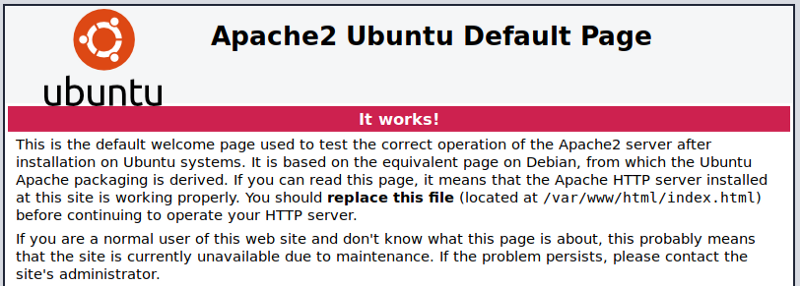 Apache2 Ubuntu Default Page
ubuntu
It works!
This is the default welcome page used to test the correct operation of the Apache2 server after
installation on Ubuntu systems. It is based on the equivalent page on Debian, from which the Ubuntu
Apache packaging is derived. If you can read this page, it means that the Apache HTTP server installed
at this site is working properly. You should replace this file (located at /var/www/html/index.html)
before continuing to operate your HTTP server.
If you are a normal user of this web site and don't know what this page is about, this probably means
that the site is currently unavailable due to maintenance. If the problem persists, please contact the
site's administrator.